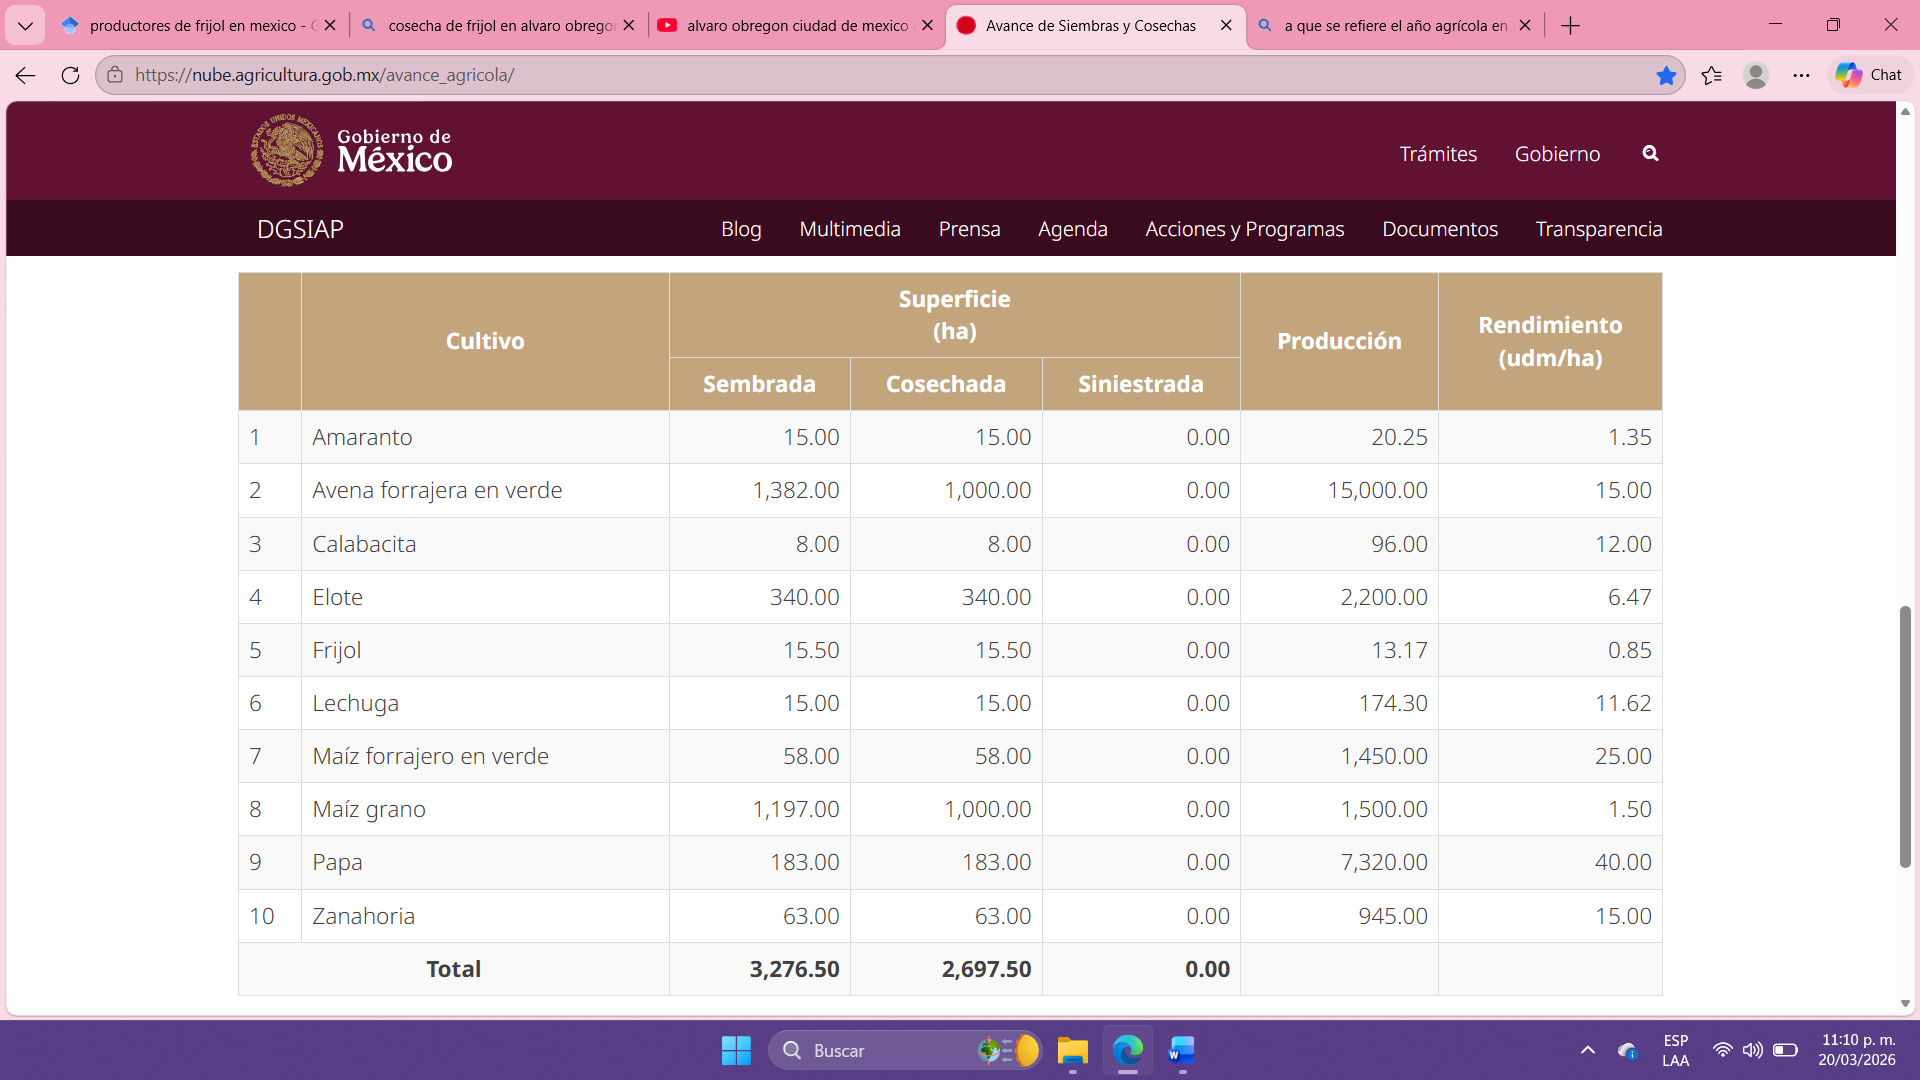 productores de frijol en mexico - G
cosecha de frijol en alvaro obregon
alvaro obregon ciudad de mexico
Avance de Siembras y Cosechas
a que se refiere el año agrícola en
https://nube.agricultura.gob.mx/avance_agricola/
Chat
ESTADOS UNIDOS MEXICANOS
Gobierno de
México
Trámites Gobierno
DGSIAP
Blog Multimedia Prensa Agenda Acciones y Programas Documentos Transparencia
Cultivo Superficie (ha) Producción Rendimiento (udm/ha)
Sembrada Cosechada Siniestrada
1 Amaranto 15.00 15.00 0.00 20.25 1.35
2 Avena forrajera en verde 1,382.00 1,000.00 0.00 15,000.00 15.00
3 Calabacita 8.00 8.00 0.00 96.00 12.00
4 Elote 340.00 340.00 0.00 2,200.00 6.47
5 Frijol 15.50 15.50 0.00 13.17 0.85
6 Lechuga 15.00 15.00 0.00 174.30 11.62
7 Maíz forrajero en verde 58.00 58.00 0.00 1,450.00 25.00
8 Maíz grano 1,197.00 1,000.00 0.00 1,500.00 1.50
9 Papa 183.00 183.00 0.00 7,320.00 40.00
10 Zanahoria 63.00 63.00 0.00 945.00 15.00
Total 3,276.50 2,697.50 0.00
Buscar
ESP
LAA
11:10 p. m.
20/03/2026